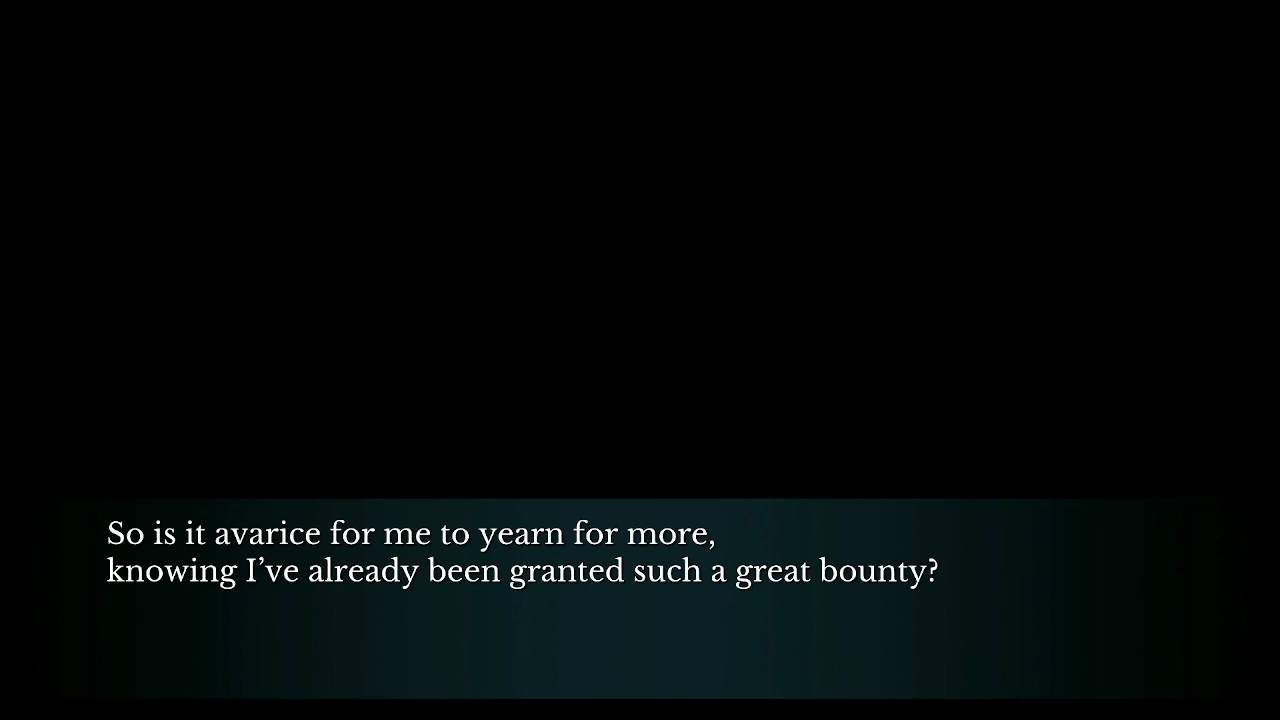 So is it avarice for me to yearn for more,
knowing I’ve already been granted such a great bounty?